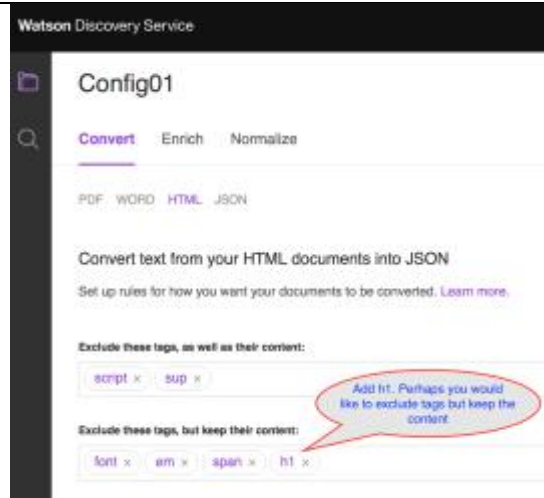 Watson Discovery Service
Config01
Convert Enrich Normalize
PDF WORD HTML JSON
Convert text from your HTML documents into JSON
Set up rules for how you want your documents to be converted. Learn more.
Exclude these tags, as well as their content:
script × sup ×
Add h1. Perhaps you would
like to exclude tags but keep the
content
Exclude these tags, but keep their content:
font × em × span × h1 ×